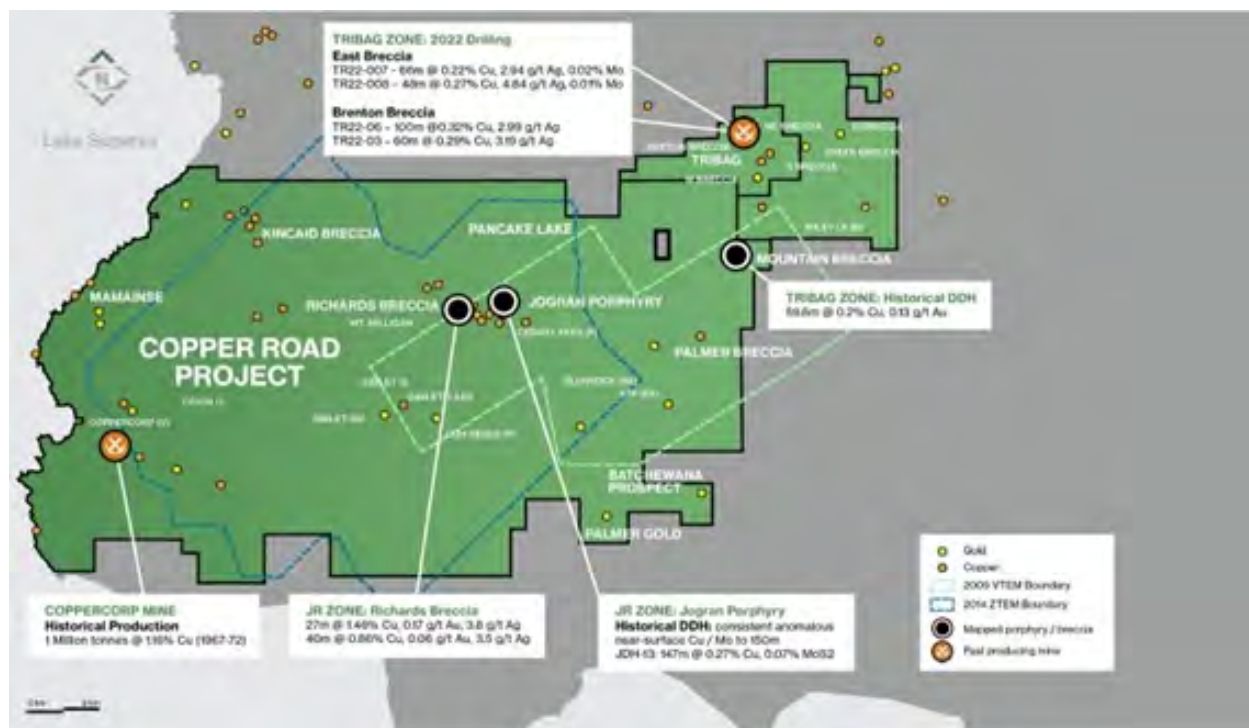 TRIBAG ZONE: 2022 Drilling
East Breccia
TR22-007 - 66m @ 0.22% Cu, 2.94 g/t Ag, 0.02% Mo
TR22-008 - 48m @ 0.27% Cu, 4.84 g/t Ag, 0.01% Mo
Brenton Breccia
TR22-06 - 100m @0.32% Cu, 2.99 g/t Ag
TR22-03 - 60m @ 0.29% Cu, 3.19 g/t Ag
N
Lake Superior
TRIBAG
KINCAID BRECCIA
PANCAKE LAKE
MOUNTAIN BRECCIA
MAMAINSE
RICHARDS BRECCIA
JOGRAN PORPHYRY
MT. MILLIGAN
TRIBAG ZONE: Historical DDH
@ 0.2% Cu, 0.13 g/t Au
COPPER ROAD
PROJECT
PALMER BRECCIA
COPPERCORP
BATCHEWANA
PROSPECT
PALMER GOLD
COPPERCORP MINE
Historical Production
1 Million tonnes @ 1.16% Cu (1967-72)
JR ZONE: Richards Breccia
27m @ 1.46% Cu, 0.17 g/t Au, 3.8 g/t Ag
40m @ 0.86% Cu, 0.06 g/t Au, 3.5 g/t Ag
JR ZONE: Jogran Porphyry
Historical DDH: consistent anomalous
near-surface Cu / Mo to 150m
JDH-13: 147m @ 0.27% Cu, 0.07% MoS2
Gold
Copper
2005 VTEM Boundary
2014 ZTEM Boundary
Mapped porphyry / breccia
Past producing mine